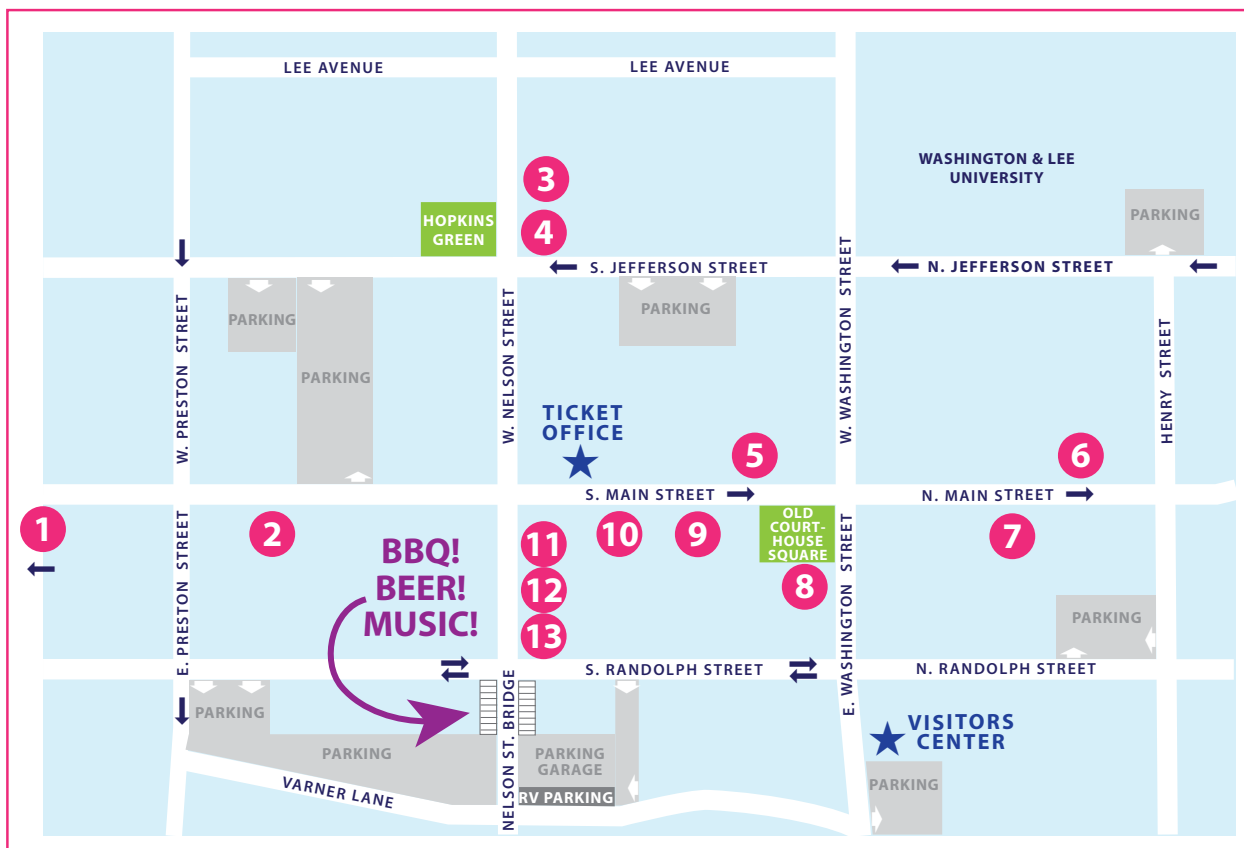 LEE AVENUE
LEE AVENUE
WASHINGTON & LEE
UNIVERSITY
3
HOPKINS
GREEN
4
PARKING
S. JEFFERSON STREET
N. JEFFERSON STREET
W. PRESTON STREET
W. NELSON STREET
W. WASHINGTON STREET
HENRY STREET
PARKING
PARKING
PARKING
TICKET
OFFICE
5
6
S. MAIN STREET
N. MAIN STREET
1
2
BBQ!
BEER!
MUSIC!
11
10
9
OLD
COURT-
HOUSE
SQUARE
7
12
8
13
E. PRESTON STREET
E. WASHINGTON STREET
PARKING
S. RANDOLPH STREET
N. RANDOLPH STREET
PARKING
PARKING
NELSON ST. BRIDGE
PARKING
GARAGE
RV PARKING
VISITORS
CENTER
PARKING
VARNER LANE